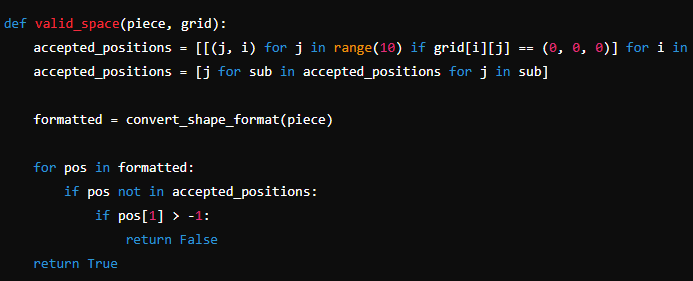 def valid_space(piece, grid):
    accepted_positions = [[(j, i) for j in range(10) if grid[i][j] == (0, 0, 0)] for i in
    accepted_positions = [j for sub in accepted_positions for j in sub]

    formatted = convert_shape_format(piece)

    for pos in formatted:
        if pos not in accepted_positions:
            if pos[1] > -1:
                return False
    return True